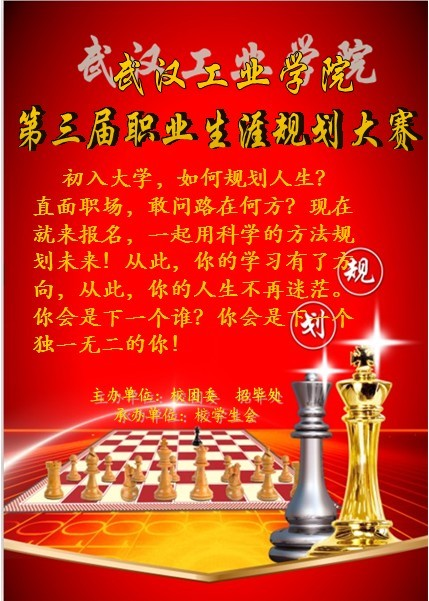 武汉工业学院
第三届职业生涯规划大赛
初入大学，如何规划人生？
直面职场，敢问路在何方？现在
就来报名，一起用科学的方法规
划未来！从此，你的学习有了方
向，从此，你的人生不再迷茫。
你会是下一个谁？你会是下一个
独一无二的你！
规
划
主办单位：校团委 招毕处
承办单位：校学生会